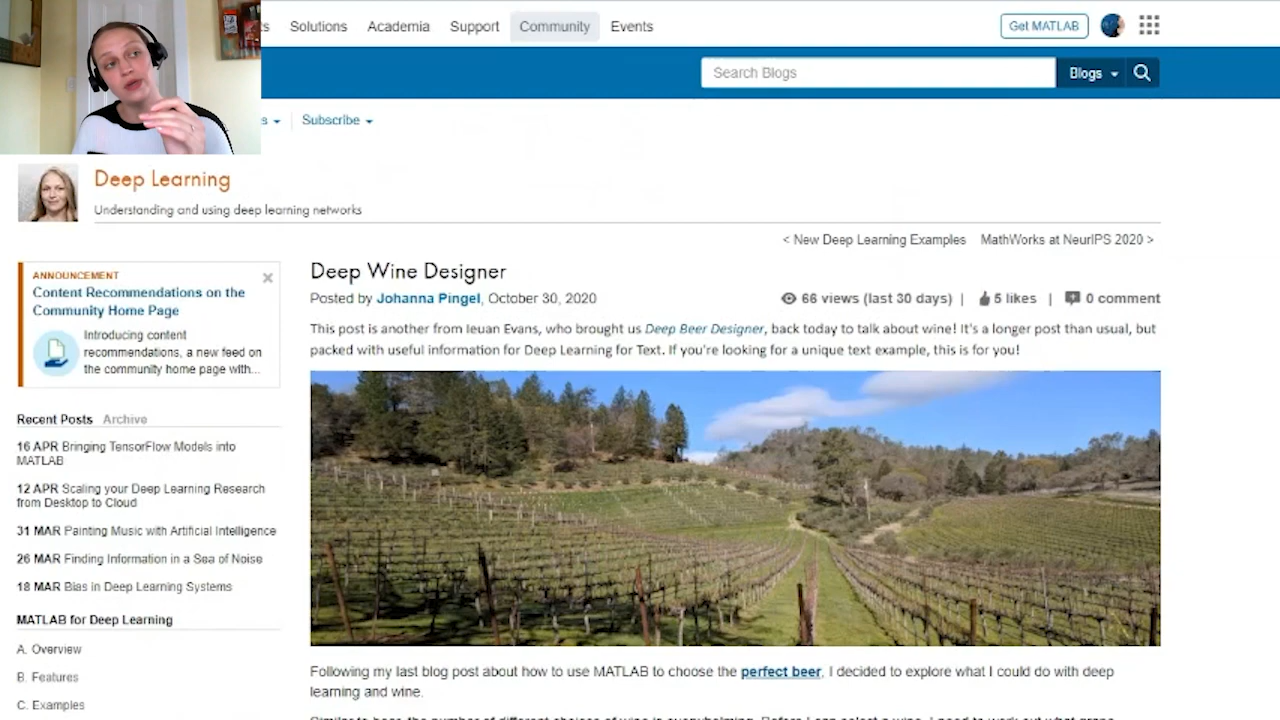 Solutions Academia Support Community Events Get MATLAB
Search Blogs Blogs
Subscribe
Deep Learning
Understanding and using deep learning networks
< New Deep Learning Examples MathWorks at NeurIPS 2020 >
ANNOUNCEMENT
Content Recommendations on the
Community Home Page
Introducing content
recommendations, a new feed on
the community home page with...
Recent Posts Archive
16 APR Bringing TensorFlow Models into
MATLAB
12 APR Scaling your Deep Learning Research
from Desktop to Cloud
31 MAR Painting Music with Artificial Intelligence
26 MAR Finding Information in a Sea of Noise
18 MAR Bias in Deep Learning Systems
MATLAB for Deep Learning
A. Overview
B. Features
C. Examples
Deep Wine Designer
Posted by Johanna Pingel, October 30, 2020
66 views (last 30 days) | 5 likes | 0 comment
This post is another from Ieuan Evans, who brought us Deep Beer Designer, back today to talk about wine! It's a longer post than usual, but
packed with useful information for Deep Learning for Text. If you're looking for a unique text example, this is for you!
Following my last blog post about how to use MATLAB to choose the perfect beer, I decided to explore what I could do with deep
learning and wine.